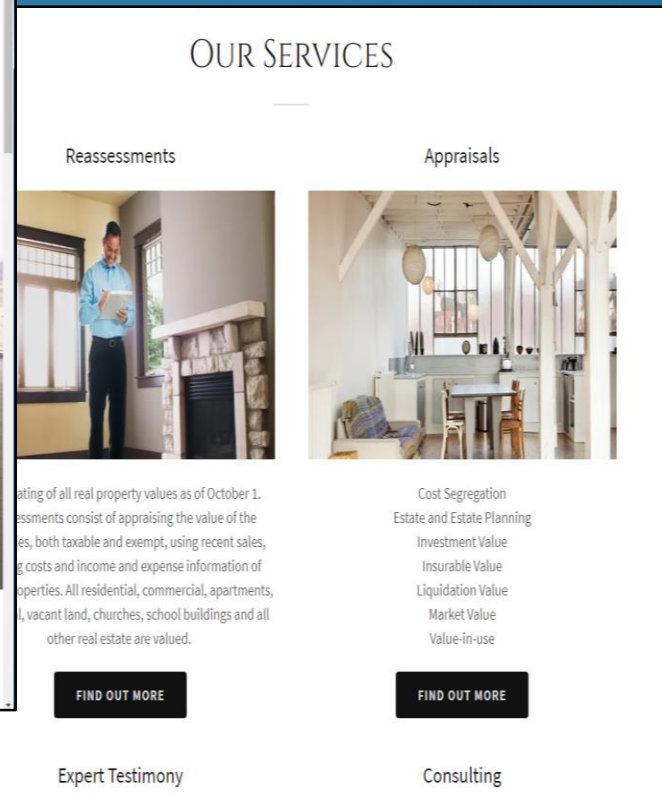 OUR SERVICES
Reassessments
Appraisals
of all real property values as of October 1.
consist of appraising the value of the
both taxable and exempt, using recent sales,
costs and income and expense information of
All residential, commercial, apartments,
vacant land, churches, school buildings and all
other real estate are valued.
FIND OUT MORE
Cost Segregation
Estate and Estate Planning
Investment Value
Insurable Value
Liquidation Value
Market Value
Value-in-use
FIND OUT MORE
Expert Testimony
Consulting